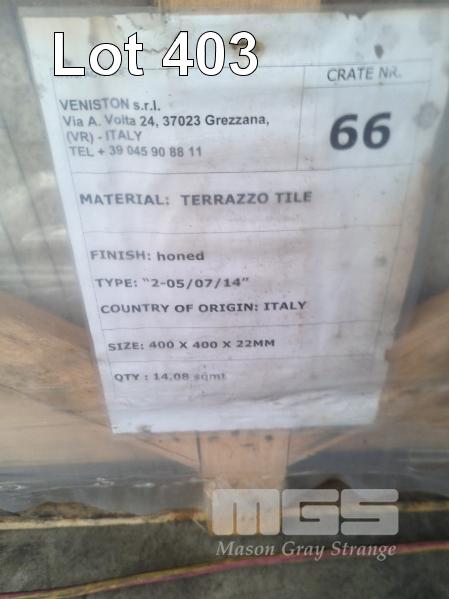 Lot 403
CRATE NR.
66
VENISTON s.r.l.
Via A. Volta 24, 37023 Grezzana,
(VR) - ITALY
TEL + 39 045 90 88 11
MATERIAL: TERRAZZO TILE
FINISH: honed
TYPE: "2-05/07/14"
COUNTRY OF ORIGIN: ITALY
SIZE: 400 X 400 X 22MM
QTY : 14,08 sqmt
MGS
Mason Gray Strange